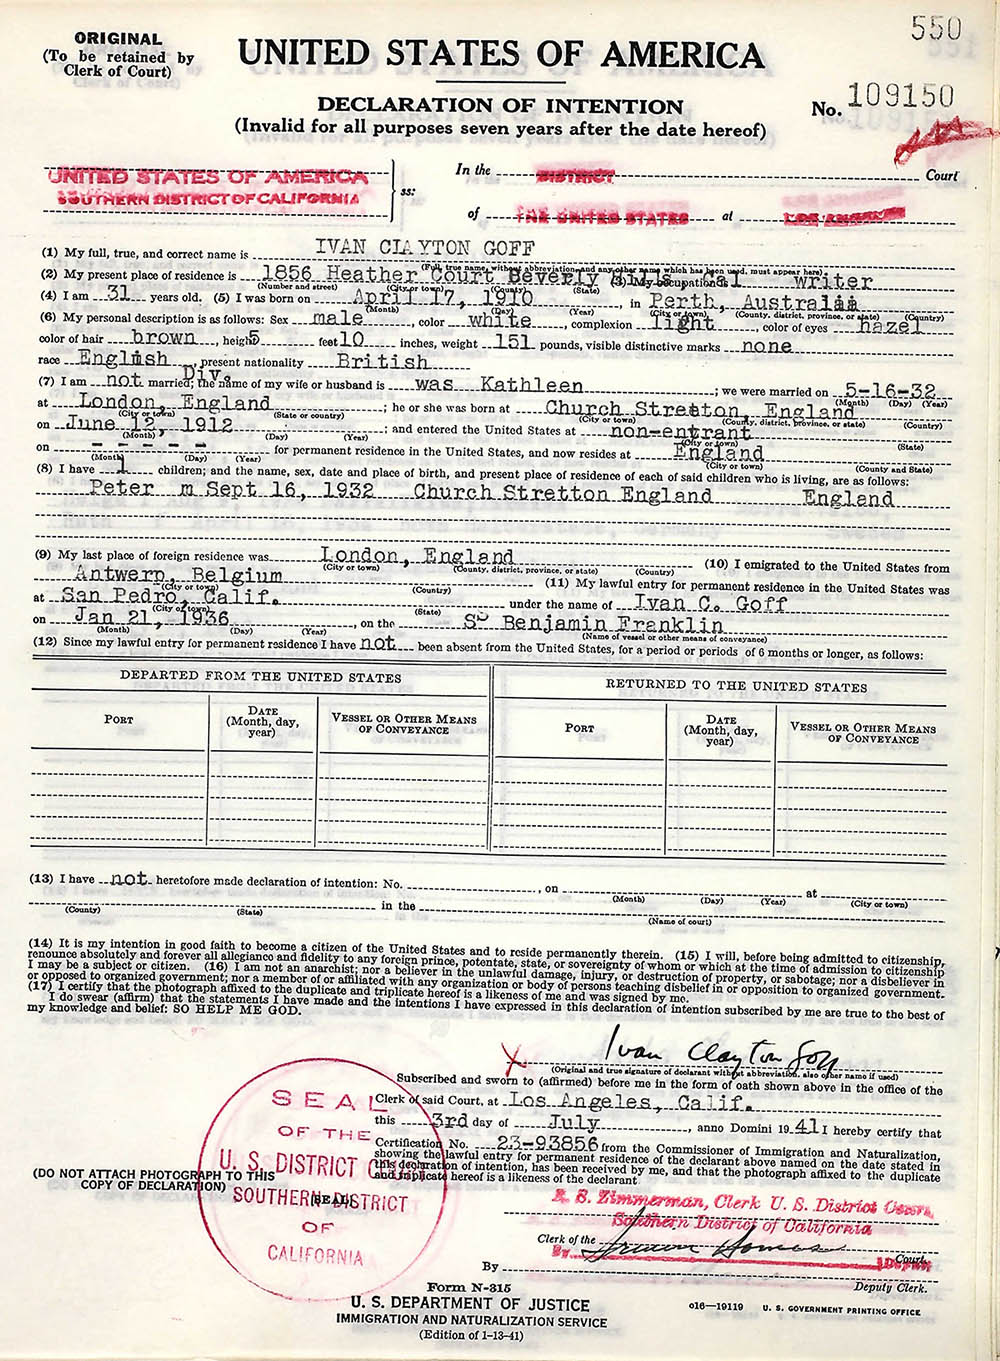 550
ORIGINAL
(To be retained by
Clerk of Court)
UNITED STATES OF AMERICA
DECLARATION OF INTENTION
(Invalid for all purposes seven years after the date hereof)
No. 109150
UNITED STATES OF AMERICA
SOUTHERN DISTRICT OF CALIFORNIA
ss:
In the DISTRICT Court
of THE UNITED STATES at LOS ANGELES
(1) My full, true, and correct name is IVAN CLAYTON GOFF
(Full, true name, without abbreviation, and any other name which has been used, must appear here)
(2) My present place of residence is 1856 Heather Court Beverly Hills Cal (3) My occupation is writer
(Number and street) (City or town) (County) (State)
(4) I am 31 years old. (5) I was born on April 17, 1910 in Perth, Australia
(Month) (Day) (Year) (City or town) (County, district, province, or state) (Country)
(6) My personal description is as follows: Sex male, color white, complexion light, color of eyes hazel
color of hair brown, height 5 feet 10 inches, weight 151 pounds, visible distinctive marks none
race English, present nationality British
Div.
(7) I am not married; the name of my wife or husband is was Kathleen; we were married on 5-16-32
(Month) (Day) (Year)
at London, England; he or she was born at Church Stretton, England
(City or town) (State or country) (City or town) (County, district, province, or state) (Country)
on June 12, 1912; and entered the United States at non-entrant
(Month) (Day) (Year) (City or town) (State)
on - - - - - for permanent residence in the United States, and now resides at England
(Month) (Day) (Year) (City or town) (County and State)
(8) I have 1 children; and the name, sex, date and place of birth, and present place of residence of each of said children who is living, are as follows:
Peter m Sept 16, 1932 Church Stretton England England
(9) My last place of foreign residence was London, England (10) I emigrated to the United States from
(City or town) (County, district, province, or state) (Country)
Antwerp, Belgium (11) My lawful entry for permanent residence in the United States was
(City or town) (Country)
at San Pedro, Calif. under the name of Ivan C. Goff
(City or town) (State)
on Jan 21, 1936, on the SS Benjamin Franklin
(Month) (Day) (Year) (Name of vessel or other means of conveyance)
(12) Since my lawful entry for permanent residence I have not been absent from the United States, for a period or periods of 6 months or longer, as follows:
DEPARTED FROM THE UNITED STATES RETURNED TO THE UNITED STATES
PORT DATE (Month, day, year) VESSEL OR OTHER MEANS OF CONVEYANCE PORT DATE (Month, day, year) VESSEL OR OTHER MEANS OF CONVEYANCE
(13) I have not heretofore made declaration of intention: No. , on at
(Month) (Day) (Year) (City or town)
in the
(County) (State) (Name of court)
(14) It is my intention in good faith to become a citizen of the United States and to reside permanently therein. (15) I will, before being admitted to citizenship,
renounce absolutely and forever all allegiance and fidelity to any foreign prince, potentate, state, or sovereignty of whom or which at the time of admission to citizenship
I may be a subject or citizen. (16) I am not an anarchist; nor a believer in the unlawful damage, injury, or destruction of property, or sabotage; nor a disbeliever in
or opposed to organized government; nor a member of or affiliated with any organization or body of persons teaching disbelief in or opposition to organized government.
(17) I certify that the photograph affixed to the duplicate and triplicate hereof is a likeness of me and was signed by me.
I do swear (affirm) that the statements I have made and the intentions I have expressed in this declaration of intention subscribed by me are true to the best of
my knowledge and belief: SO HELP ME GOD.
X Ivan Clayton Goff
(Original and true signature of declarant without abbreviation, also other name if used)
Subscribed and sworn to (affirmed) before me in the form of oath shown above in the office of the
Clerk of said Court, at Los Angeles, Calif.
this 3rd day of July, anno Domini 1941 I hereby certify that
Certification No. 23-93856 from the Commissioner of Immigration and Naturalization,
showing the lawful entry for permanent residence of the declarant above named on the date stated in
this declaration of intention, has been received by me, and that the photograph affixed to the duplicate
and triplicate hereof is a likeness of the declarant
SEAL
OF THE
U. S. DISTRICT COURT
SOUTHERN DISTRICT
OF
CALIFORNIA
[SEAL]
(DO NOT ATTACH PHOTOGRAPH TO THIS
COPY OF DECLARATION)
R. S. Zimmerman, Clerk U. S. District Court,
Southern District of California
Clerk of the Court.
By Deputy
By
Deputy Clerk.
Form N-315
U. S. DEPARTMENT OF JUSTICE
IMMIGRATION AND NATURALIZATION SERVICE
(Edition of 1-13-41)
o16-19119 U. S. GOVERNMENT PRINTING OFFICE